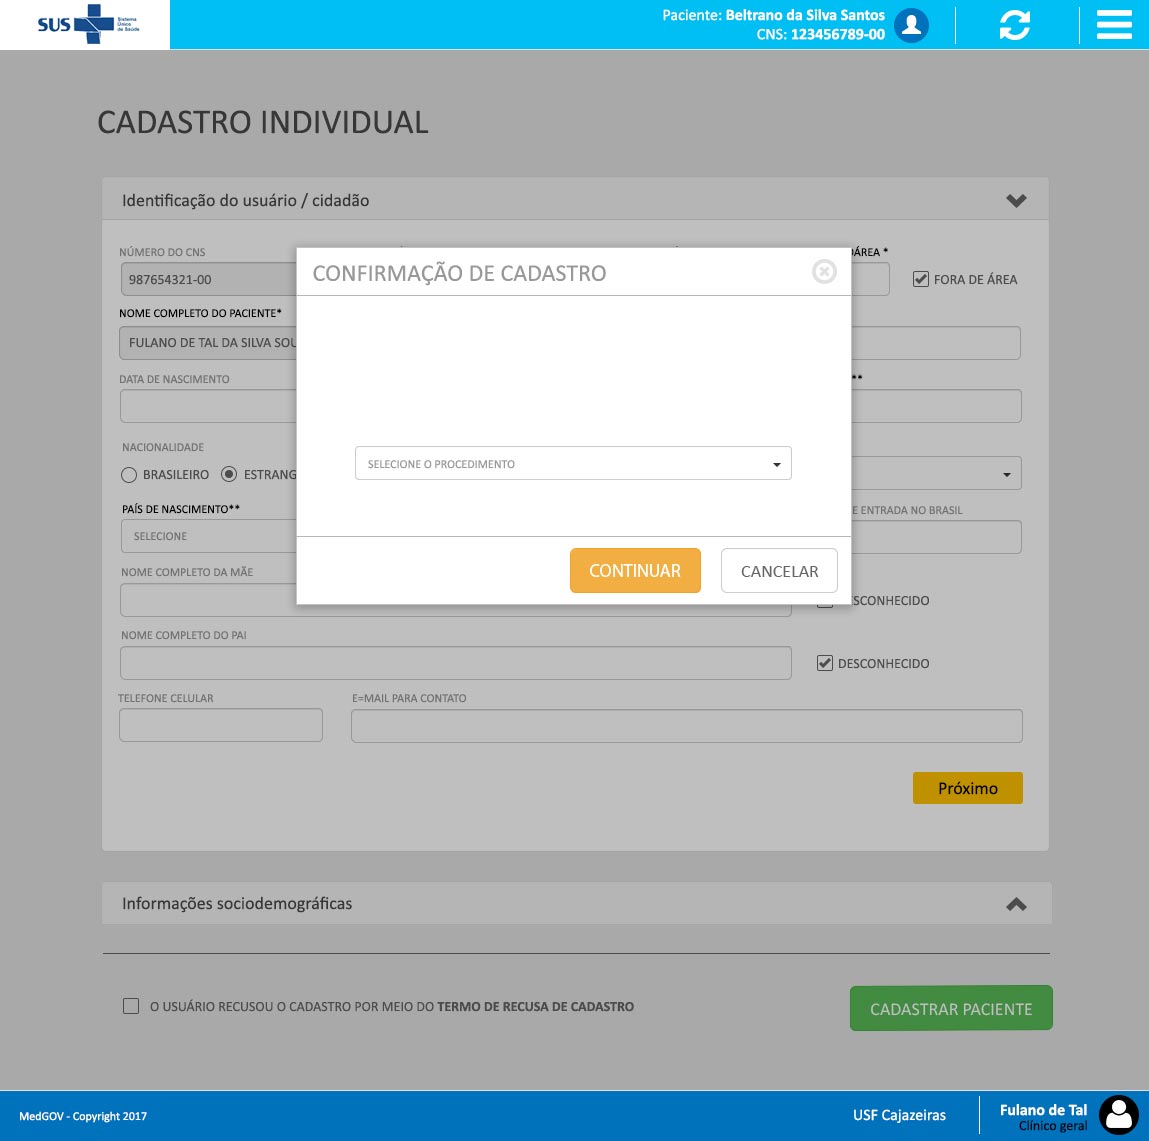 SUS Sistema
Único
de Saúde
Paciente: Beltrano da Silva Santos
CNS: 123456789-00
CADASTRO INDIVIDUAL
Identificação do usuário / cidadão
NÚMERO DO CNS
ÁREA *
987654321-00
FORA DE ÁREA
CONFIRMAÇÃO DE CADASTRO
NOME COMPLETO DO PACIENTE*
FULANO DE TAL DA SILVA SOU
DATA DE NASCIMENTO
**
NACIONALIDADE
BRASILEIRO
ESTRANG
SELECIONE O PROCEDIMENTO
PAÍS DE NASCIMENTO**
E ENTRADA NO BRASIL
SELECIONE
CONTINUAR
CANCELAR
NOME COMPLETO DA MÃE
ESCONHECIDO
NOME COMPLETO DO PAI
DESCONHECIDO
TELEFONE CELULAR
E=MAIL PARA CONTATO
Próximo
Informações sociodemográficas
O USUÁRIO RECUSOU O CADASTRO POR MEIO DO TERMO DE RECUSA DE CADASTRO
CADASTRAR PACIENTE
MedGOV - Copyright 2017
USF Cajazeiras
Fulano de Tal
Clínico geral